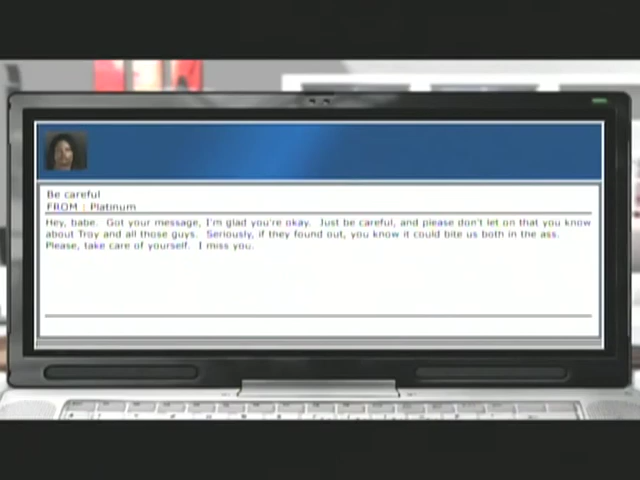 Be careful
FROM : Platinum
Hey, babe. Got your message, I'm glad you're okay. Just be careful, and please don't let on that you know
about Troy and all those guys. Seriously, if they found out, you know it could bite us both in the ass.
Please, take care of yourself. I miss you.